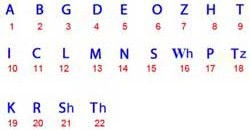 A B G D E O Z H T
1 2 3 4 5 6 7 8 9
I C L M N S Wh P Tz
10 11 12 13 14 15 16 17 18
K R Sh Th
19 20 21 22